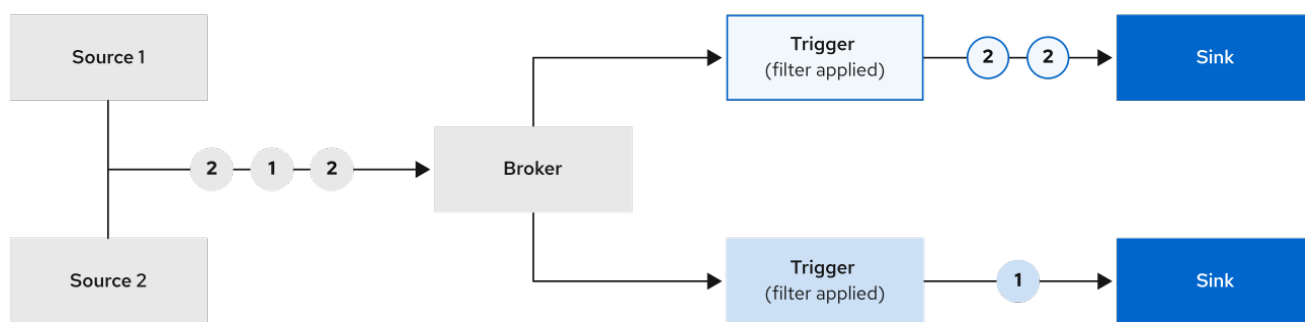 Source 1
Trigger
(filter applied)
2
2
Sink
2
1
2
Broker
Source 2
Trigger
(filter applied)
1
Sink